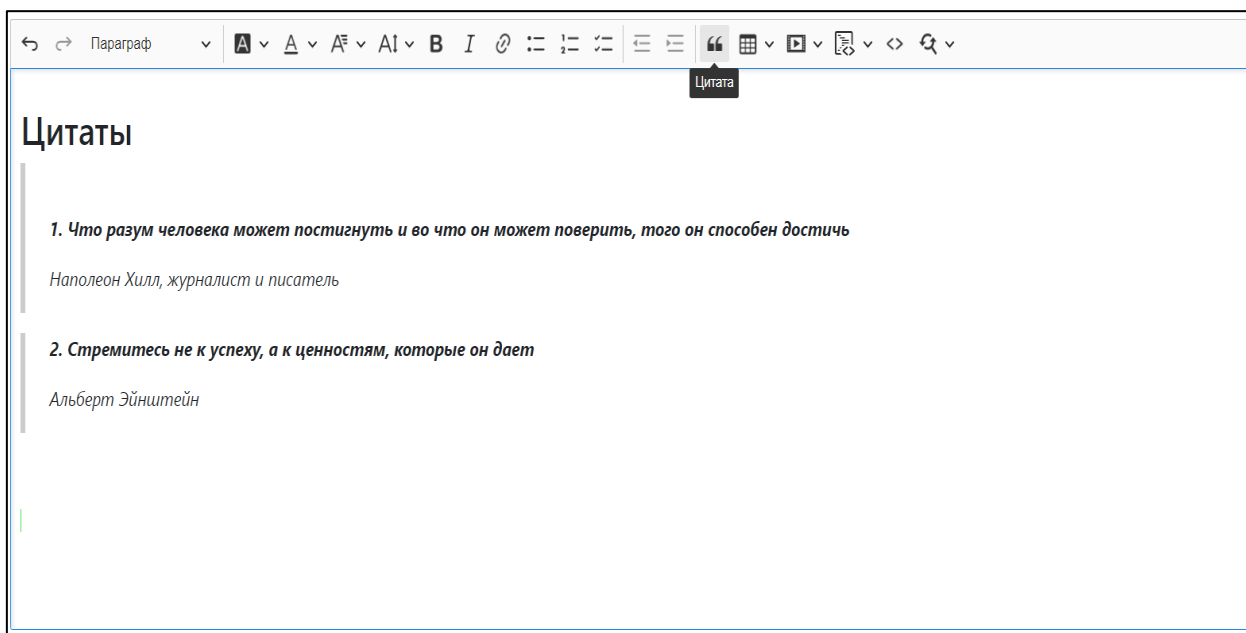 Параграф
Цитата
Цитаты
1. Что разум человека может постигнуть и во что он может поверить, того он способен достичь
Наполеон Хилл, журналист и писатель
2. Стремитесь не к успеху, а к ценностям, которые он дает
Альберт Эйнштейн